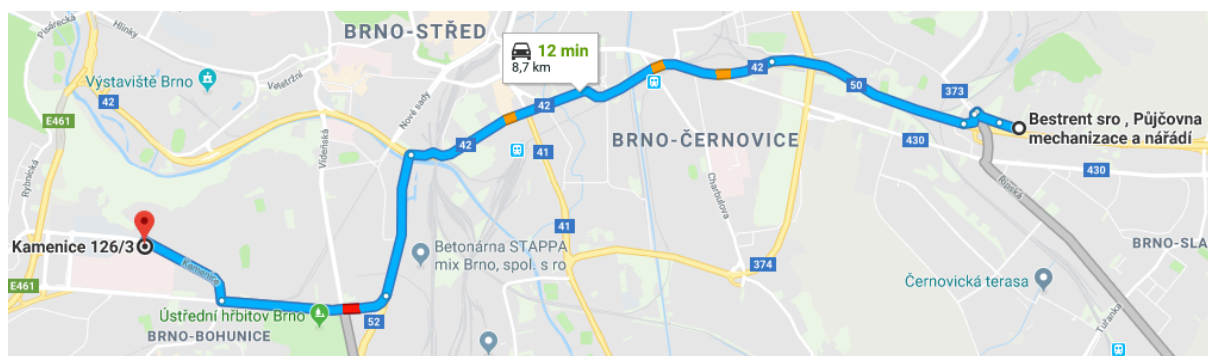 Pisárecká
Hlinky
BRNO-STŘED
12 min
8,7 km
Výstaviště Brno
Veletržní
42
E461
Nové sady
Vídeňská
42
42
42
50
373
Bestrent sro , Půjčovna
mechanizace a nářadí
BRNO-ČERNOVICE
430
430
41
Rybnická
Charbulova
Řípská
41
Kamenice 126/3
Kamenice
Betonárna STAPPA
mix Brno, spol. s ro
374
BRNO-SLA
Černovická terasa
E461
Ústřední hřbitov Brno
52
BRNO-BOHUNICE
Tuřanka